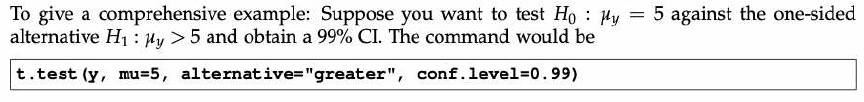 To give a comprehensive example: Suppose you want to test H₀ : μy = 5 against the one-sided
alternative H₁ : μy > 5 and obtain a 99% CI. The command would be
t.test(y, mu=5, alternative="greater", conf.level=0.99)